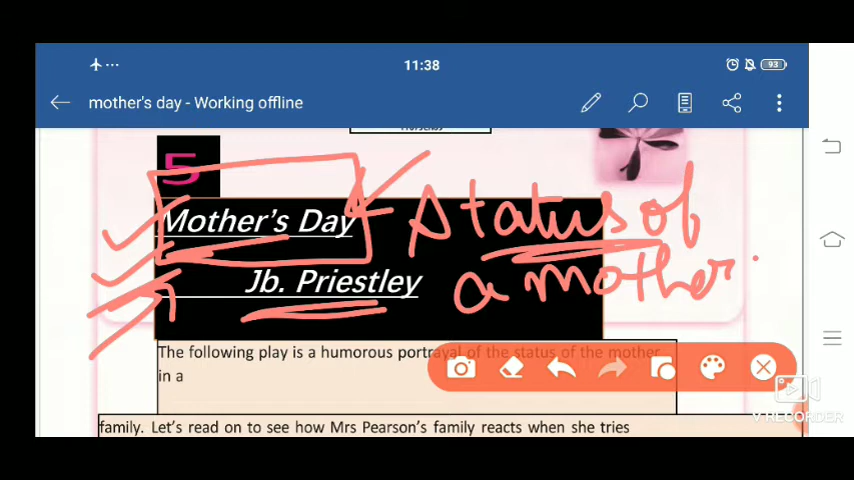 11:38
93
mother's day - Working offline
5
Mother's Day
Status of
Jb. Priestley
a mother
The following play is a humorous portrayal of the status of the mother
in a
family. Let's read on to see how Mrs Pearson's family reacts when she tries
V RECORDER